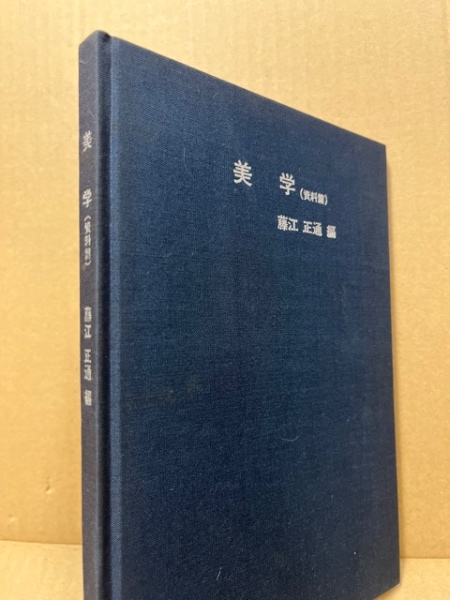 美 学(資料篇)
藤江 正通 編
美 学(資料篇) 藤江 正通 編